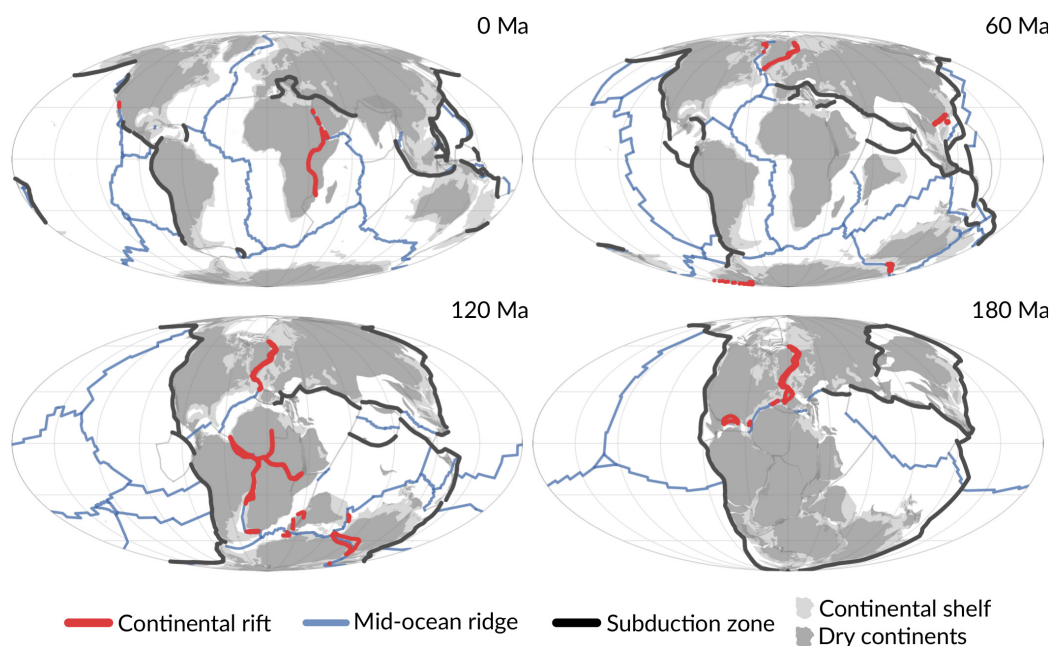 0 Ma
60 Ma
120 Ma
180 Ma
Continental rift
Mid-ocean ridge
Subduction zone
Continental shelf
Dry continents